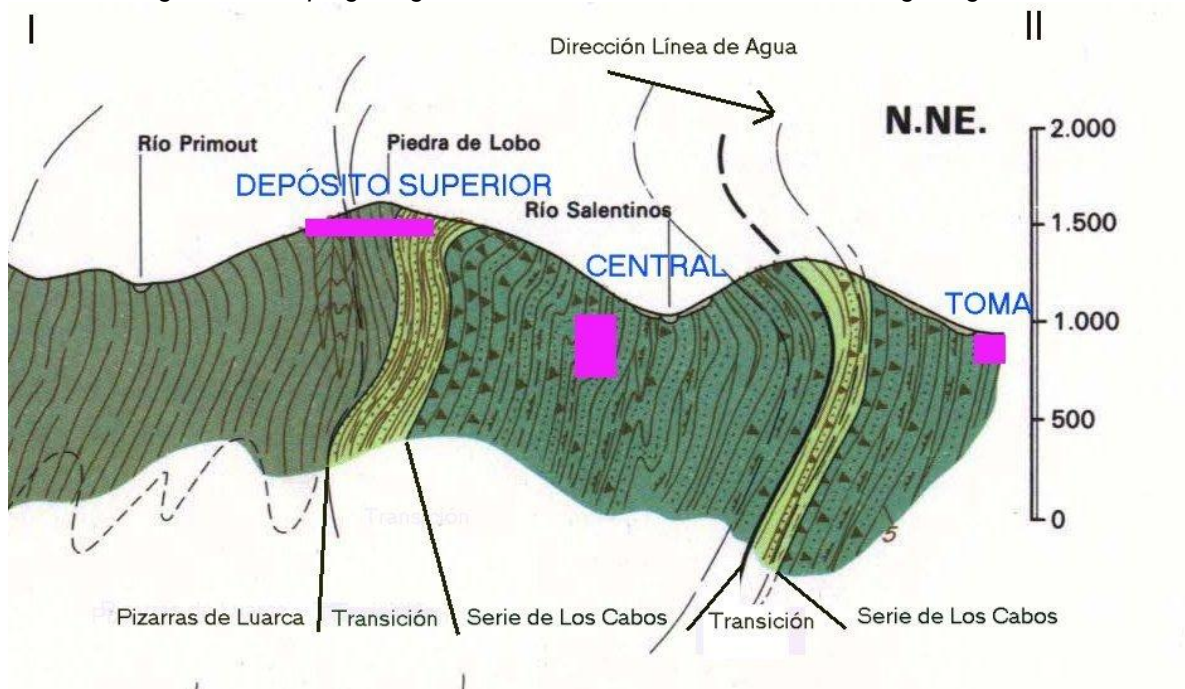 I
II
Dirección Línea de Agua
N.NE.
2.000
Río Primout
Piedra de Lobo
DEPÓSITO SUPERIOR
Río Salentinos
1.500
CENTRAL
TOMA
1.000
500
Transición
0
5
Pizarras de Luarca
Transición
Serie de Los Cabos
Transición
Serie de Los Cabos